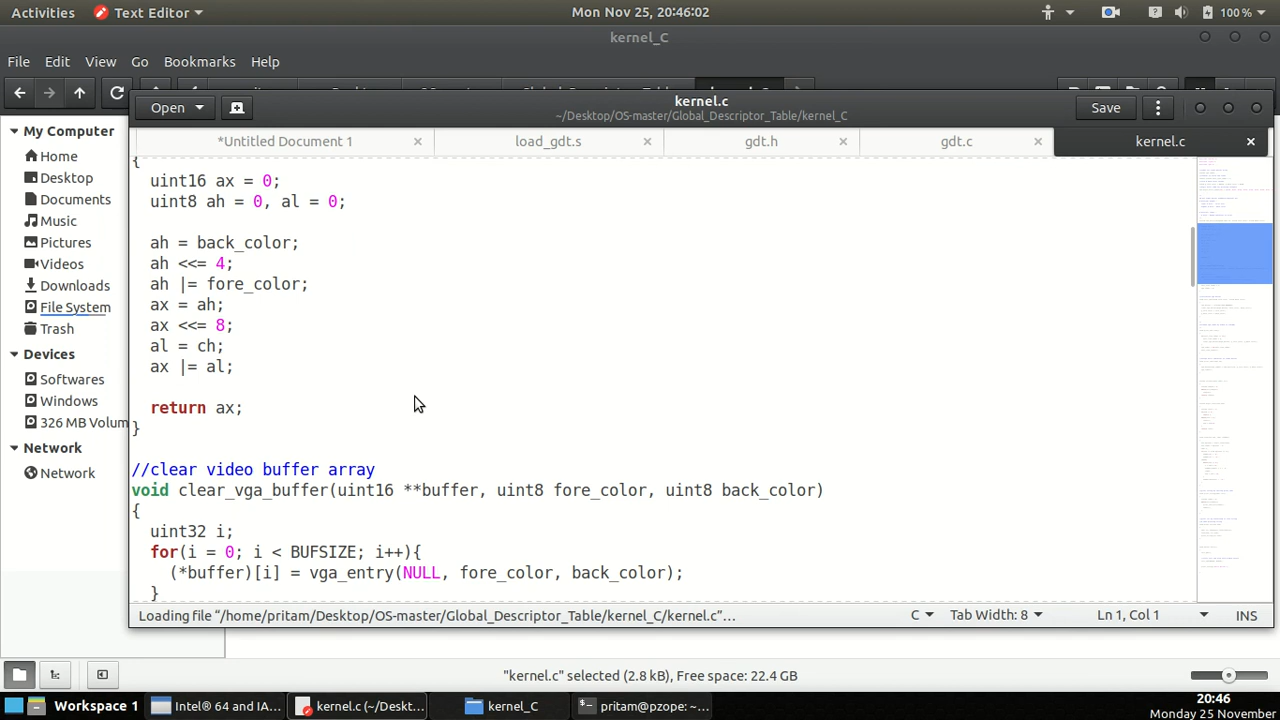 Activities Text Editor Mon Nov 25, 20:46:02 100 %
kernel_C
File Edit View Go Bookmarks Help
Open kernel.c Save
~/Desktop/OS-master/Global_Descriptor_Table/kernel_C
*Untitled Document 1 load_gdt.s gdt.h gdt.c kernel.c
My Computer
Home
Desktop
Documents
Music
Pictures
Videos
Downloads
File System
Trash
Devices
Softwares
Windows
32 GB Volum
Network
Network
{
uint16 ax = 0;
uint8 ah = 0, al = 0;
ah = back_color;
ah <<= 4;
ah |= fore_color;
ax = ah;
ax <<= 8;
al = ch;
ax |= al;
return ax;
}
//clear video buffer array
void clear_vga_buffer(uint16 **buffer, uint8 fore_color, uint8 back_color)
{
uint32 i;
for(i = 0; i < BUFSIZE; i++){
(*buffer)[i] = vga_entry(NULL, fore_color, back_color);
}
Loading file “/home/pritam/Desktop/OS-master/Global_Descriptor_Table/kernel_C/kernel.c”… C Tab Width: 8 Ln 1, Col 1 INS
"kernel.c" selected (2.8 kB), Free space: 22.4 GB
Workspace 1 Intel® 64 and IA... kernel.c (~/Deskt... kernel_C pritam@pzope: ~... 20:46
Monday 25 November